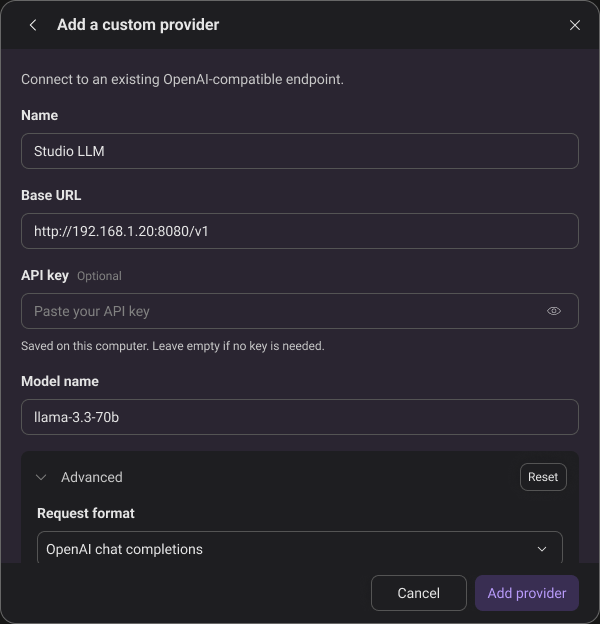 Add a custom provider
Connect to an existing OpenAI-compatible endpoint.
Name
Studio LLM
Base URL
http://192.168.1.20:8080/v1
API key Optional
Paste your API key
Saved on this computer. Leave empty if no key is needed.
Model name
llama-3.3-70b
Advanced
Reset
Request format
OpenAI chat completions
Cancel
Add provider